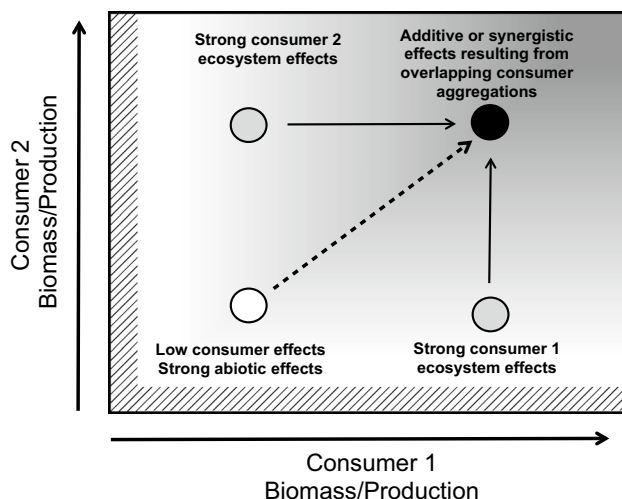 Strong consumer 2
ecosystem effects
Additive or synergistic
effects resulting from
overlapping consumer
aggregations
Consumer 2
Biomass/Production
Low consumer effects
Strong abiotic effects
Strong consumer 1
ecosystem effects
Consumer 1
Biomass/Production